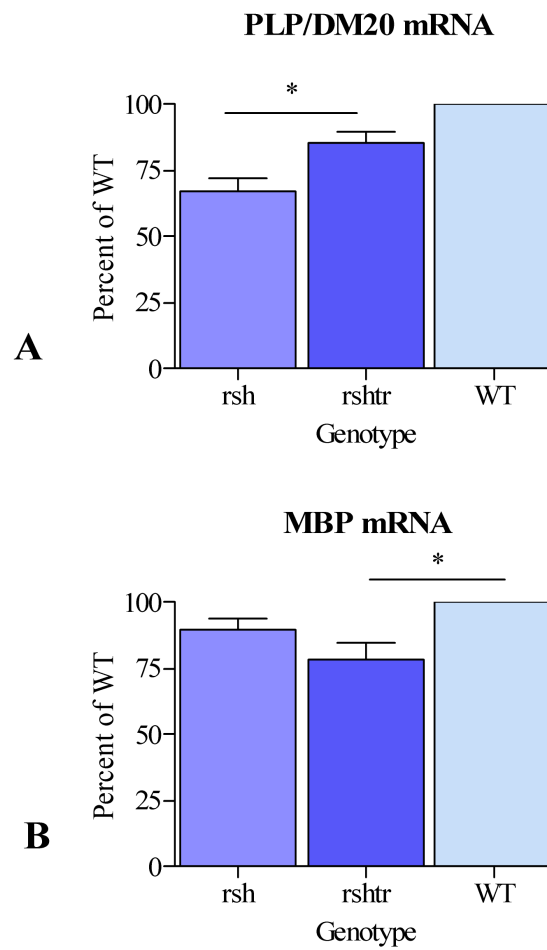 PLP/DM20 mRNA
*
100
75
50
25
0
Percent of WT
A
rsh rshtr WT
Genotype
MBP mRNA
*
100
75
50
25
0
Percent of WT
B
rsh rshtr WT
Genotype